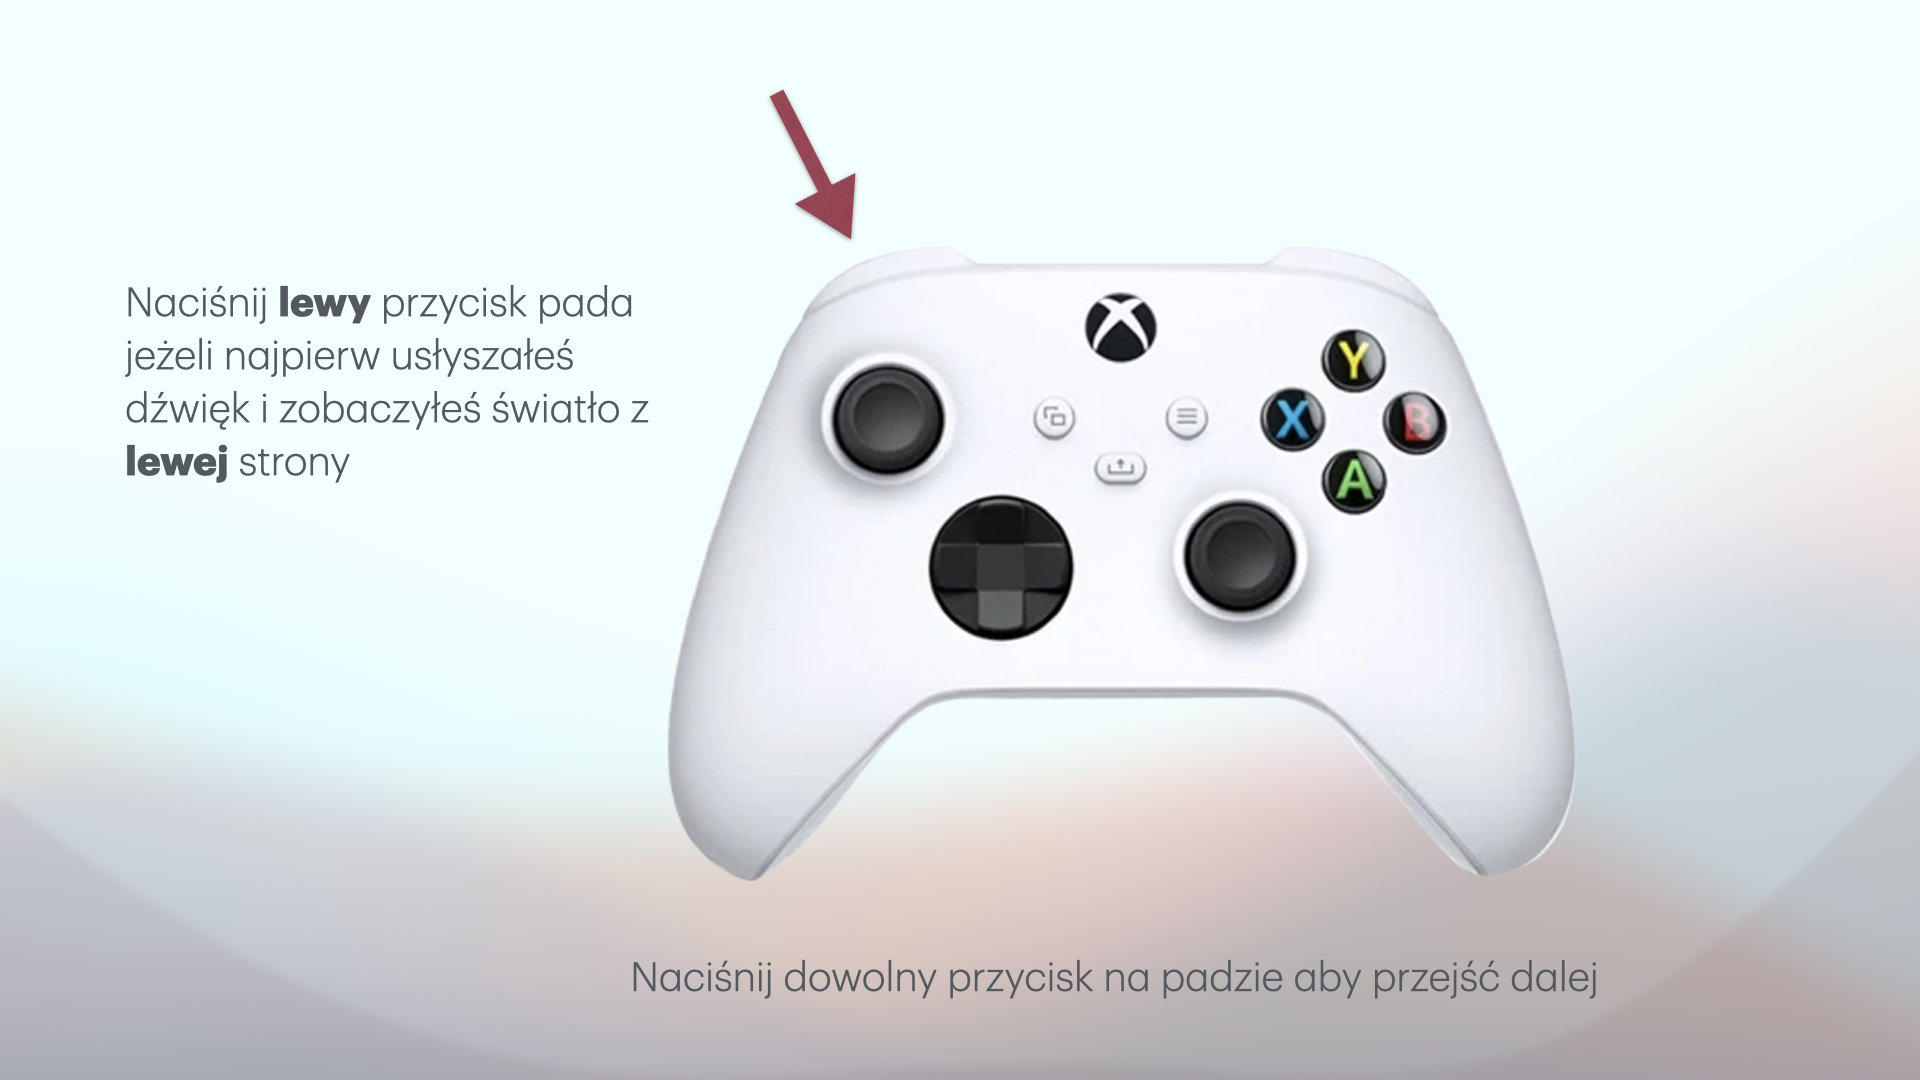 Naciśnij lewy przycisk pada
jeżeli najpierw usłyszałeś
dźwięk i zobaczyłeś światło z
lewej strony
Y
X
B
A
Naciśnij dowolny przycisk na padzie aby przejść dalej